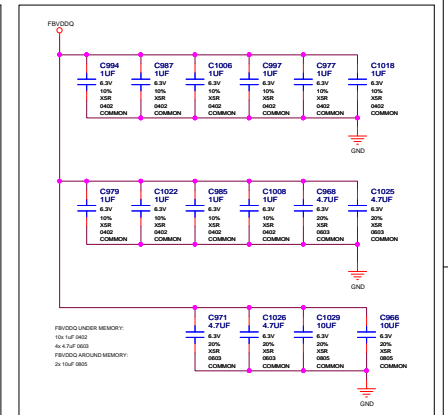 FBVDDQ
C994 C987 C1006 C997 C977 C1018
1UF 1UF 1UF 1UF 1UF 1UF
6.3V 6.3V 6.3V 6.3V 6.3V 6.3V
10% 10% 10% 10% 10% 10%
X5R X5R X5R X5R X5R X5R
0402 0402 0402 0402 0402 0402
COMMON COMMON COMMON COMMON COMMON COMMON
GND
C979 C1022 C985 C1008 C968 C1025
1UF 1UF 1UF 1UF 4.7UF 4.7UF
6.3V 6.3V 6.3V 6.3V 6.3V 6.3V
10% 10% 10% 10% 20% 20%
X5R X5R X5R X5R X5R X5R
0402 0402 0402 0402 0603 0603
COMMON COMMON COMMON COMMON COMMON COMMON
GND
C971 C1026 C1029 C966
4.7UF 4.7UF 10UF 10UF
6.3V 6.3V 6.3V 6.3V
20% 20% 20% 20%
X5R X5R X5R X5R
0603 0603 0805 0805
COMMON COMMON COMMON COMMON
GND
FBVDDQ UNDER MEMORY:
10x 1uF 0402
4x 4.7uF 0603
FBVDDQ AROUND MEMORY:
2x 10uF 0805